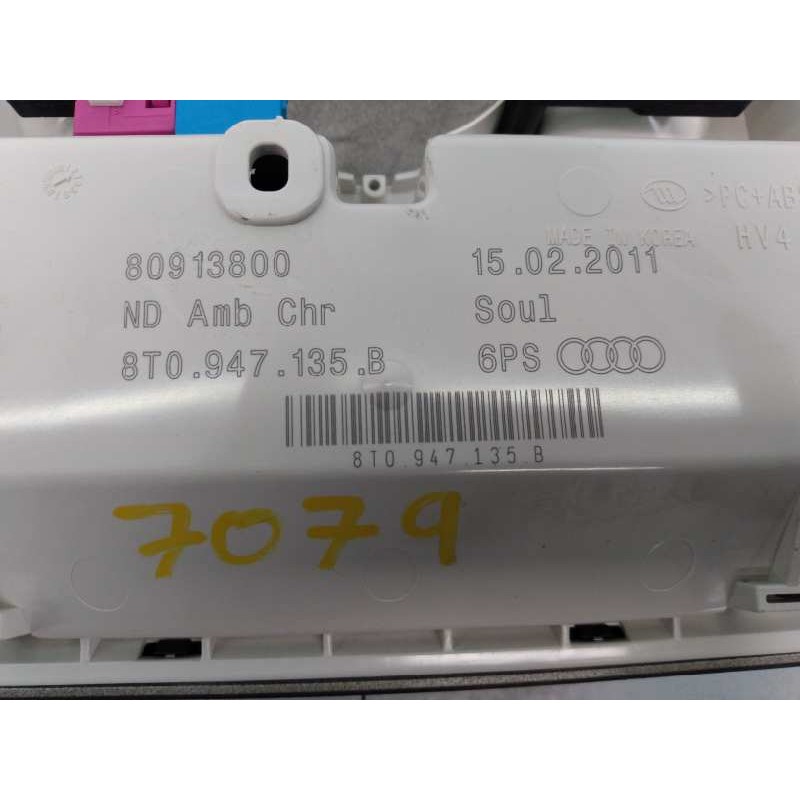 >PC+AB
MADE IN KOREA
HV4
80913800
15.02.2011
ND Amb Chr
Soul
8T0.947.135.B
6PS
8T0.947.135.B
7079